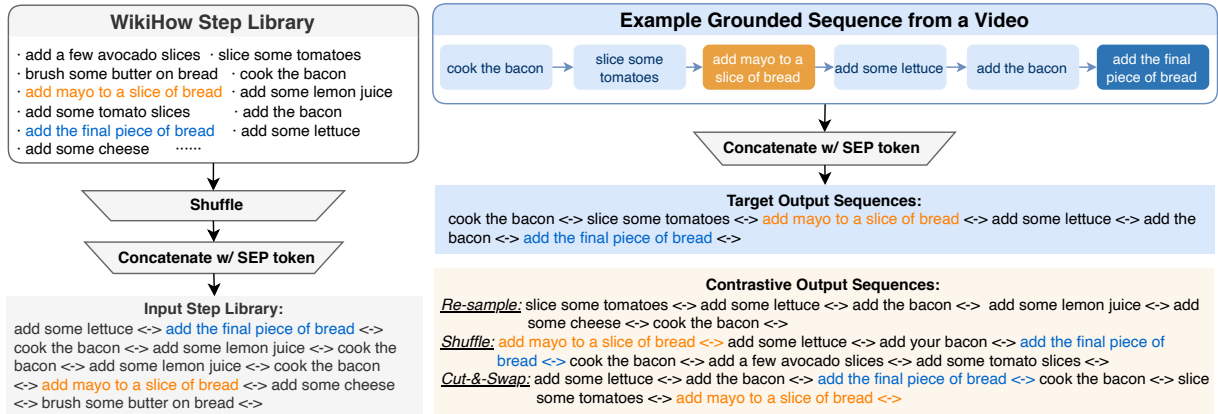 WikiHow Step Library
· add a few avocado slices · slice some tomatoes
· brush some butter on bread · cook the bacon
· add mayo to a slice of bread · add some lemon juice
· add some tomato slices · add the bacon
· add the final piece of bread · add some lettuce
· add some cheese ······
Shuffle
Concatenate w/ SEP token
Input Step Library:
add some lettuce <-> add the final piece of bread <->
cook the bacon <-> add some lemon juice <-> cook the
bacon <-> add some lemon juice <-> cook the bacon
<-> add mayo to a slice of bread <-> add some cheese
<-> brush some butter on bread <->
Example Grounded Sequence from a Video
cook the bacon
slice some
tomatoes
add mayo to a
slice of bread
add some lettuce
add the bacon
add the final
piece of bread
Concatenate w/ SEP token
Target Output Sequences:
cook the bacon <-> slice some tomatoes <-> add mayo to a slice of bread <-> add some lettuce <-> add the
bacon <-> add the final piece of bread <->
Contrastive Output Sequences:
Re-sample: slice some tomatoes <-> add some lettuce <-> add the bacon <-> add some lemon juice <-> add
some cheese <-> cook the bacon <->
Shuffle: add mayo to a slice of bread <-> add some lettuce <-> add your bacon <-> add the final piece of
bread <-> cook the bacon <-> add a few avocado slices <-> add some tomato slices <->
Cut-&-Swap: add some lettuce <-> add the bacon <-> add the final piece of bread <-> cook the bacon <-> slice
some tomatoes <-> add mayo to a slice of bread <->